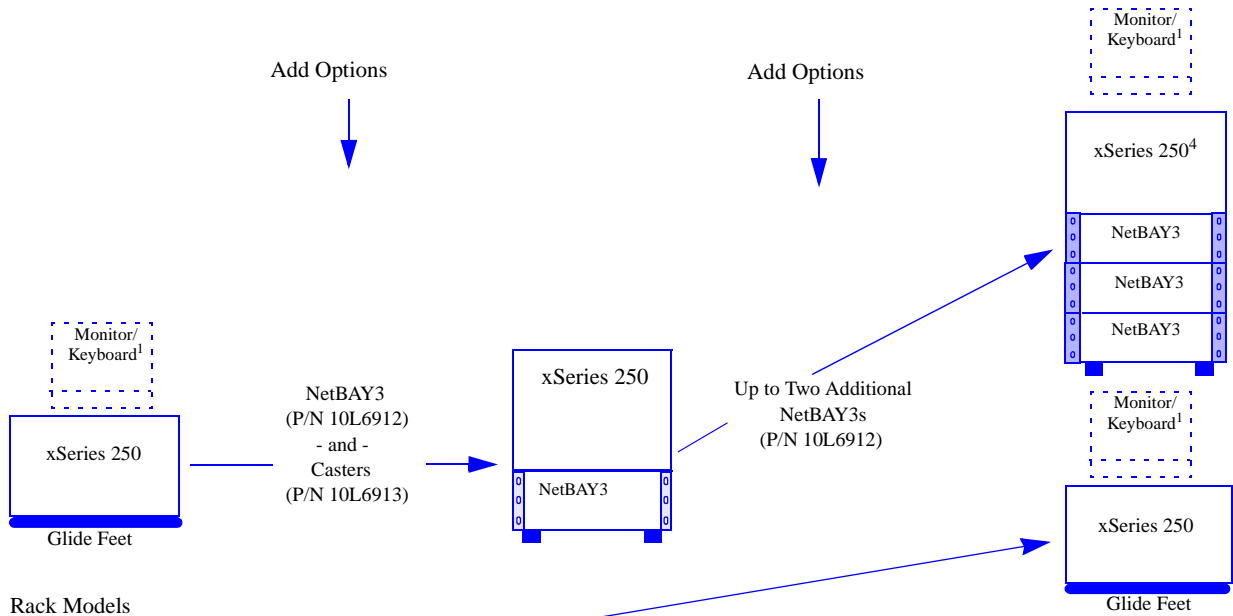 Add Options
Add Options
Monitor/
Keyboard1
xSeries 250
Glide Feet
NetBAY3
(P/N 10L6912)
- and -
Casters
(P/N 10L6913)
xSeries 250
NetBAY3
Up to Two Additional
NetBAY3s
(P/N 10L6912)
Monitor/
Keyboard1
xSeries 2504
NetBAY3
NetBAY3
NetBAY3
Monitor/
Keyboard1
xSeries 250
Glide Feet
Rack Models